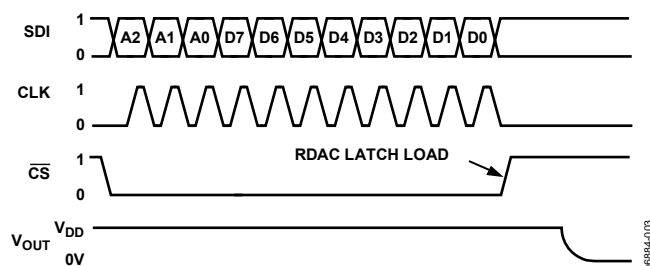 SDI 1 0 A2 A1 A0 D7 D6 D5 D4 D3 D2 D1 D0
CLK 1 0
CS 1 0 RDAC LATCH LOAD
VOUT VDD 0V
06884-003